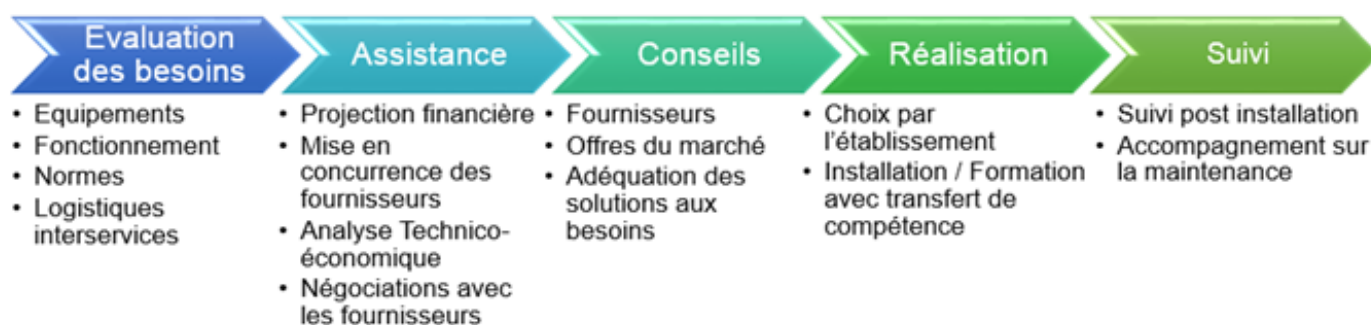 Evaluation
des besoins
• Equipements
• Fonctionnement
• Normes
• Logistiques
interservices
Assistance
• Projection financière
• Mise en
concurrence des
fournisseurs
• Analyse Technico-
économique
• Négociations avec
les fournisseurs
Conseils
• Fournisseurs
• Offres du marché
• Adéquation des
solutions aux
besoins
Réalisation
• Choix par
l'établissement
• Installation / Formation
avec transfert de
compétence
Suivi
• Suivi post installation
• Accompagnement sur
la maintenance